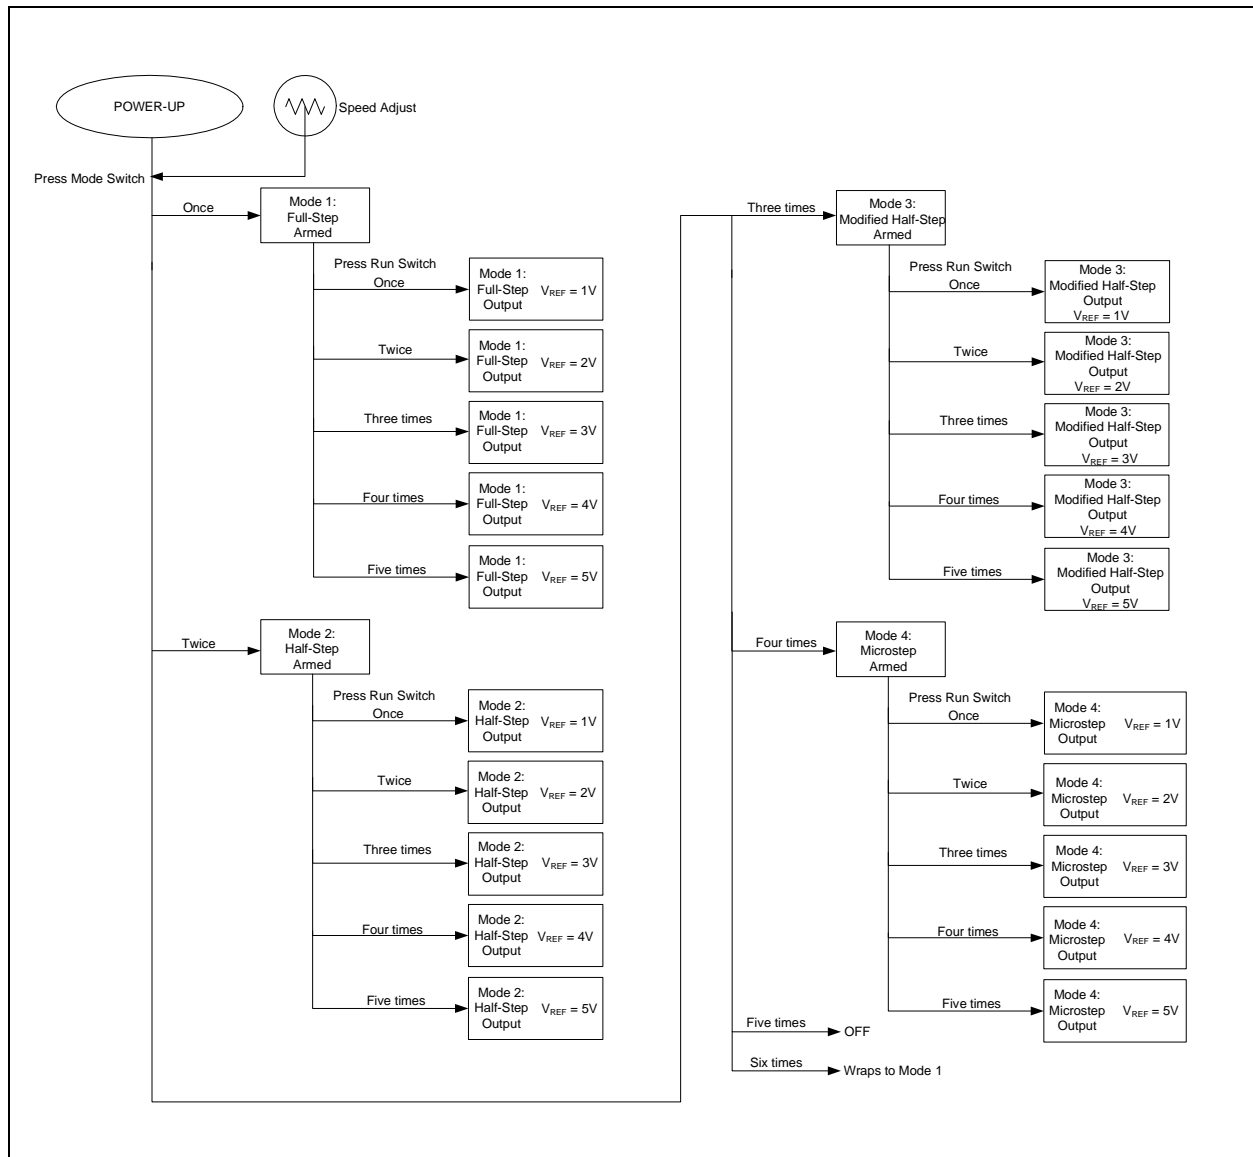 POWER-UP
Speed Adjust
Press Mode Switch
Once
Mode 1:
Full-Step
Armed
Press Run Switch
Once
Mode 1:
Full-Step
Output
VREF = 1V
Twice
Mode 1:
Full-Step
Output
VREF = 2V
Three times
Mode 1:
Full-Step
Output
VREF = 3V
Four times
Mode 1:
Full-Step
Output
VREF = 4V
Five times
Mode 1:
Full-Step
Output
VREF = 5V
Twice
Mode 2:
Half-Step
Armed
Press Run Switch
Once
Mode 2:
Half-Step
Output
VREF = 1V
Twice
Mode 2:
Half-Step
Output
VREF = 2V
Three times
Mode 2:
Half-Step
Output
VREF = 3V
Four times
Mode 2:
Half-Step
Output
VREF = 4V
Five times
Mode 2:
Half-Step
Output
VREF = 5V
Three times
Mode 3:
Modified Half-Step
Armed
Press Run Switch
Once
Mode 3:
Modified Half-Step
Output
VREF = 1V
Twice
Mode 3:
Modified Half-Step
Output
VREF = 2V
Three times
Mode 3:
Modified Half-Step
Output
VREF = 3V
Four times
Mode 3:
Modified Half-Step
Output
VREF = 4V
Five times
Mode 3:
Modified Half-Step
Output
VREF = 5V
Four times
Mode 4:
Microstep
Armed
Press Run Switch
Once
Mode 4:
Microstep
Output
VREF = 1V
Twice
Mode 4:
Microstep
Output
VREF = 2V
Three times
Mode 4:
Microstep
Output
VREF = 3V
Four times
Mode 4:
Microstep
Output
VREF = 4V
Five times
Mode 4:
Microstep
Output
VREF = 5V
Five times
OFF
Six times
Wraps to Mode 1